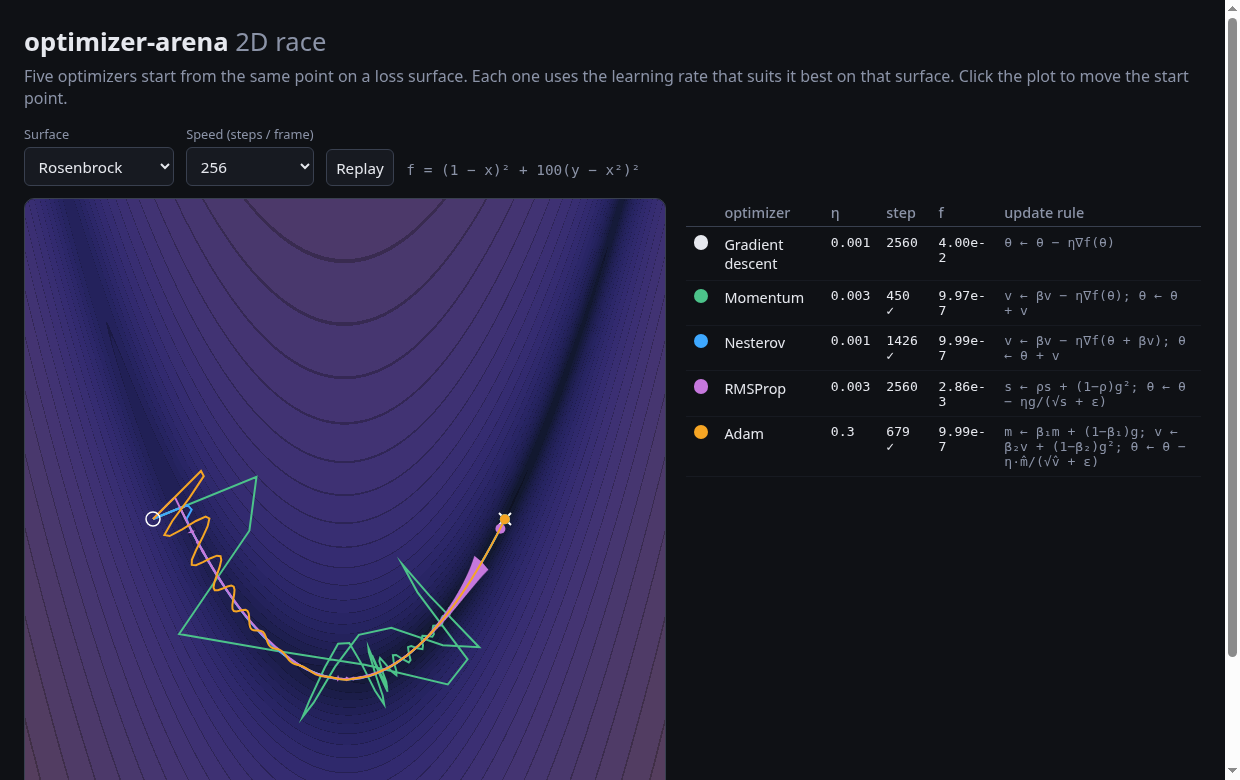 optimizer-arena 2D race
Five optimizers start from the same point on a loss surface. Each one uses the learning rate that suits it best on that surface. Click the plot to move the start
point.
Surface
Speed (steps / frame)
Rosenbrock
256
Replay
f = (1 − x)² + 100(y − x²)²
optimizer η step f update rule
Gradient descent 0.001 2560 4.00e-2 θ ← θ − η∇f(θ)
Momentum 0.003 450 ✓ 9.97e-7 v ← βv − η∇f(θ); θ ← θ + v
Nesterov 0.001 1426 ✓ 9.99e-7 v ← βv − η∇f(θ + βv); θ ← θ + v
RMSProp 0.003 2560 2.86e-3 s ← ρs + (1−ρ)g²; θ ← θ − ηg/(√s + ε)
Adam 0.3 679 ✓ 9.99e-7 m ← β₁m + (1−β₁)g; v ← β₂v + (1−β₂)g²; θ ← θ − η·m̂/(√v̂ + ε)